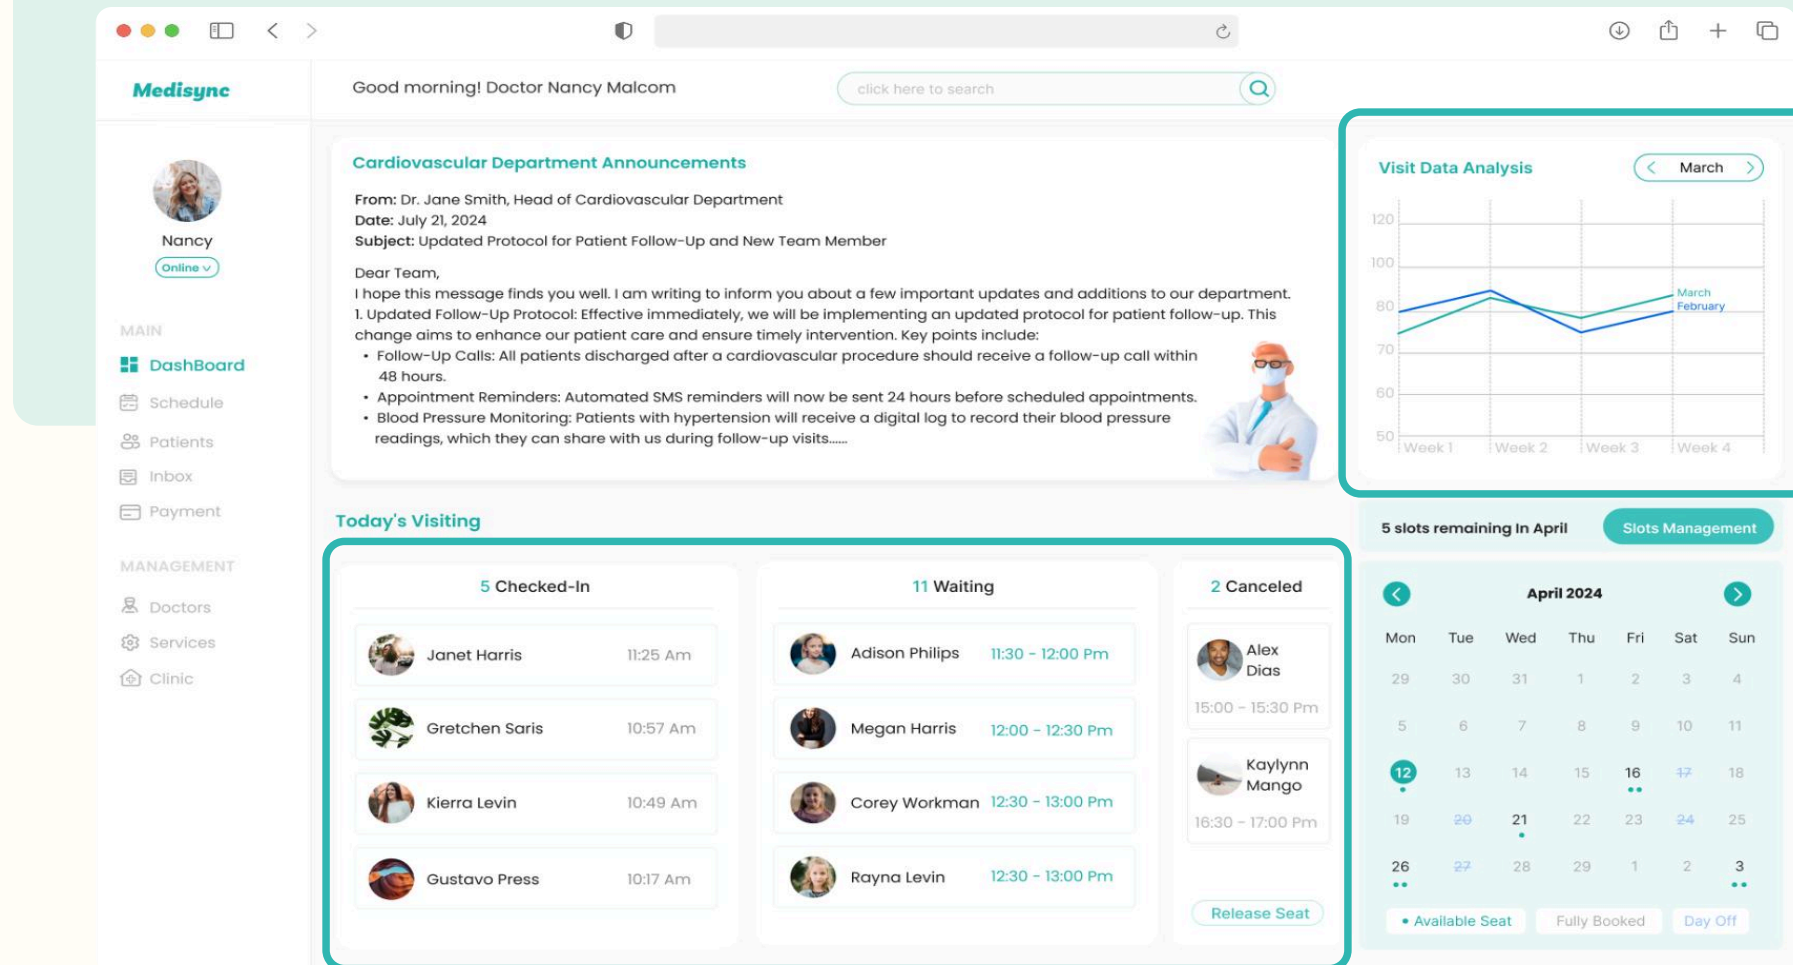 Medisync
Good morning! Doctor Nancy Malcom
click here to search
Nancy
Online
MAIN
DashBoard
Schedule
Patients
Inbox
Payment
MANAGEMENT
Doctors
Services
Clinic
Cardiovascular Department Announcements
From: Dr. Jane Smith, Head of Cardiovascular Department
Date: July 21, 2024
Subject: Updated Protocol for Patient Follow-Up and New Team Member
Dear Team,
I hope this message finds you well. I am writing to inform you about a few important updates and additions to our department.
1. Updated Follow-Up Protocol: Effective immediately, we will be implementing an updated protocol for patient follow-up. This
change aims to enhance our patient care and ensure timely intervention. Key points include:
• Follow-Up Calls: All patients discharged after a cardiovascular procedure should receive a follow-up call within
48 hours.
• Appointment Reminders: Automated SMS reminders will now be sent 24 hours before scheduled appointments.
• Blood Pressure Monitoring: Patients with hypertension will receive a digital log to record their blood pressure
readings, which they can share with us during follow-up visits......
Visit Data Analysis
March
120
100
80
70
60
50
March
February
Week 1 Week 2 Week 3 Week 4
Today's Visiting
5 Checked-In
Janet Harris 11:25 Am
Gretchen Saris 10:57 Am
Kierra Levin 10:49 Am
Gustavo Press 10:17 Am
11 Waiting
Adison Philips 11:30 - 12:00 Pm
Megan Harris 12:00 - 12:30 Pm
Corey Workman 12:30 - 13:00 Pm
Rayna Levin 12:30 - 13:00 Pm
2 Canceled
Alex
Dias
15:00 - 15:30 Pm
Kaylynn
Mango
16:30 - 17:00 Pm
Release Seat
5 slots remaining In April
Slots Management
April 2024
Mon Tue Wed Thu Fri Sat Sun
29 30 31 1 2 3 4
5 6 7 8 9 10 11
12 13 14 15 16 17 18
19 20 21 22 23 24 25
26 27 28 29 1 2 3
• Available Seat
Fully Booked
Day Off